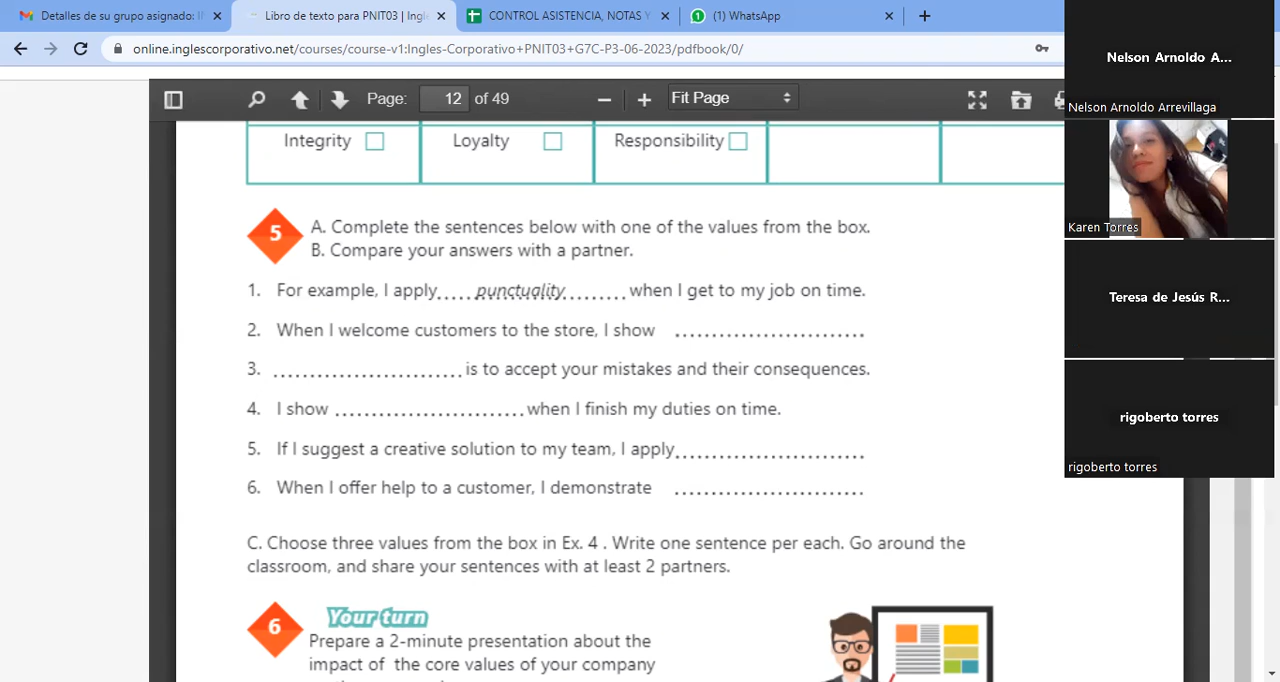 Detalles de su grupo asignado: II
Libro de texto para PNIT03 | Ingl
CONTROL ASISTENCIA, NOTAS Y
(1) WhatsApp
online.inglescorporativo.net/courses/course-v1:Ingles-Corporativo+PNIT03+G7C-P3-06-2023/pdfbook/0/
Page: 12 of 49
Fit Page
Integrity Loyalty Responsibility
5
A. Complete the sentences below with one of the values from the box.
B. Compare your answers with a partner.
1. For example, I apply.....punctuality........when I get to my job on time.
2. When I welcome customers to the store, I show ..........................
3. ..........................is to accept your mistakes and their consequences.
4. I show ..........................when I finish my duties on time.
5. If I suggest a creative solution to my team, I apply..........................
6. When I offer help to a customer, I demonstrate ..........................
C. Choose three values from the box in Ex. 4 . Write one sentence per each. Go around the
classroom, and share your sentences with at least 2 partners.
6
Your turn
Prepare a 2-minute presentation about the
impact of the core values of your company
Nelson Arnoldo A...
Nelson Arnoldo Arrevillaga
Karen Torres
Teresa de Jesús R...
rigoberto torres
rigoberto torres